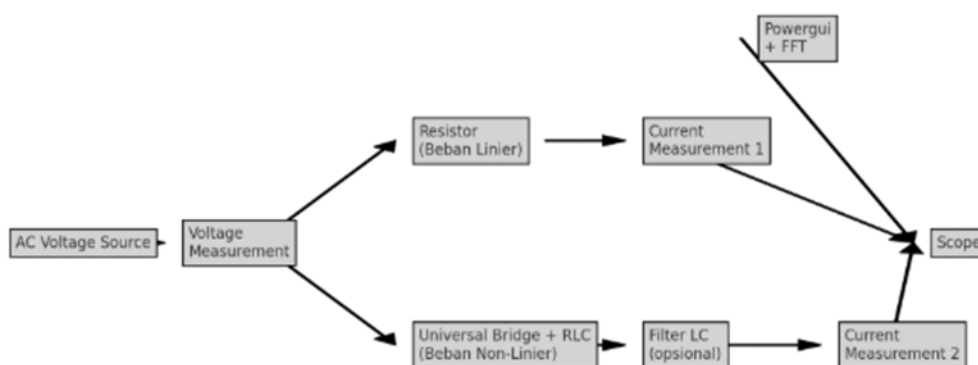 Powergui
+ FFT
Resistor
(Beban Linier)
Current
Measurement 1
AC Voltage Source
Voltage
Measurement
Scope
Universal Bridge + RLC
(Beban Non-Linier)
Filter LC
(opsional)
Current
Measurement 2